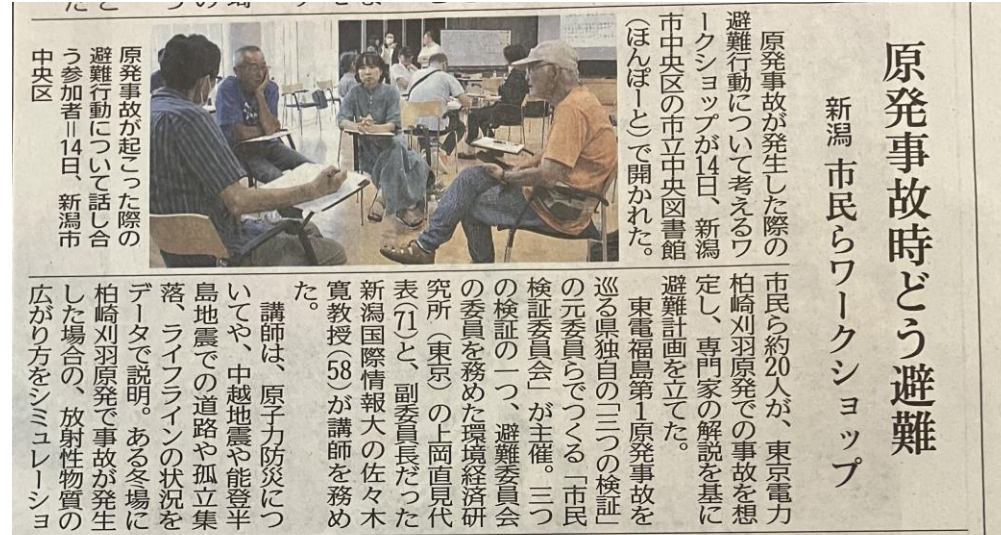 原発事故時どう避難
新潟 市民らワークショップ
原発事故が発生した際の
避難行動について考えるワ
ークショップが14日、新潟
市中央区の市立中央図書館
(ほんぽーと)で開かれた。
原発事故が起こった際の
避難行動について話し合
う参加者=14日、新潟市
中央区
市民ら約20人が、東京電力
柏崎刈羽原発での事故を想
定し、専門家の解説を基に
避難計画を立てた。
東電福島第1原発事故を
巡る県独自の「三つの検証」
の元委員らでつくる「市民
検証委員会」が主催。三つ
の検証の一つ、避難委員会
の委員を務めた環境経済研
究所(東京)の上岡直見代
表(71)と、副委員長だった
新潟国際情報大の佐々木
寛教授(58)が講師を務め
た。
講師は、原子力防災につ
いてや、中越地震や能登半
島地震での道路や孤立集
落、ライフラインの状況を
データで説明。ある冬場に
柏崎刈羽原発で事故が発生
した場合の、放射性物質の
広がり方をシミュレーショ